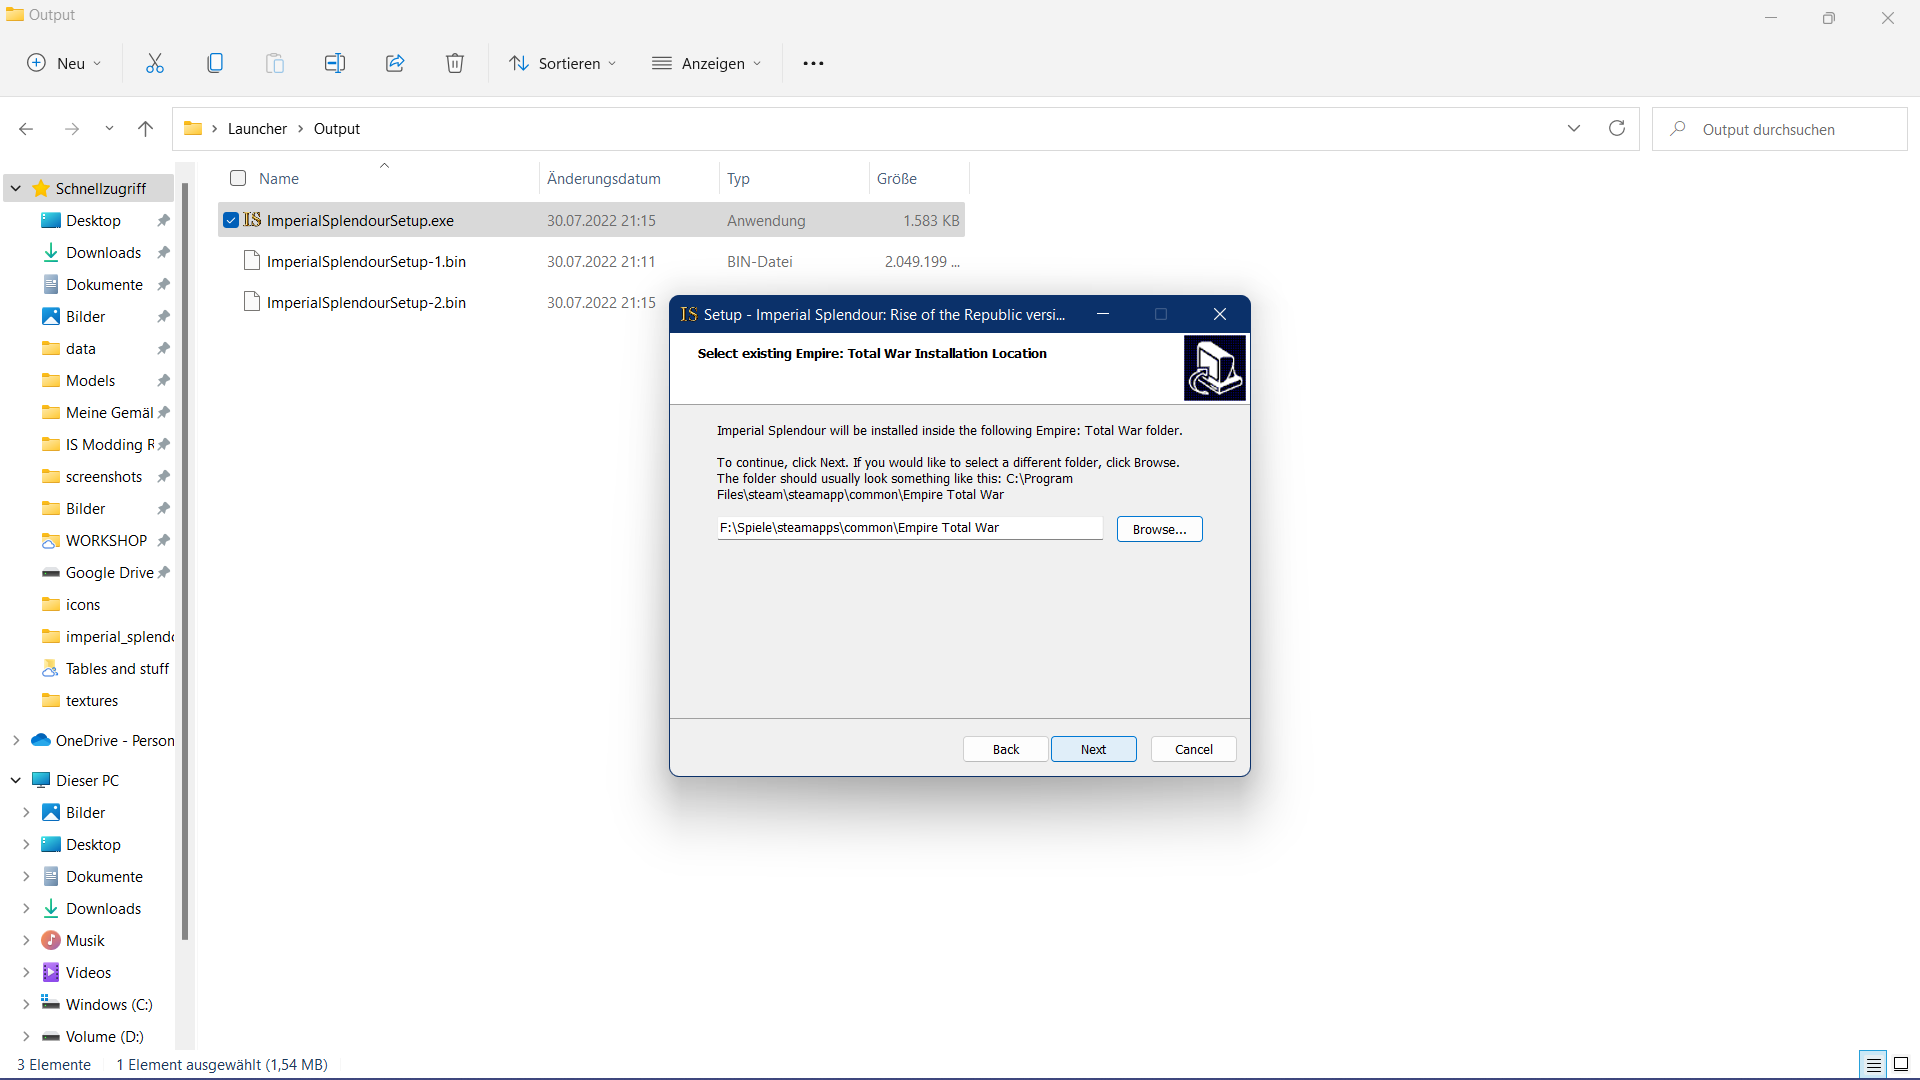 Output
Neu
Sortieren
Anzeigen
Launcher
Output
Output durchsuchen
Name
Änderungsdatum
Typ
Größe
ImperialSplendourSetup.exe
30.07.2022 21:15
Anwendung
1.583 KB
ImperialSplendourSetup-1.bin
30.07.2022 21:11
BIN-Datei
2.049.199 ...
ImperialSplendourSetup-2.bin
30.07.2022 21:15
Schnellzugriff
Desktop
Downloads
Dokumente
Bilder
data
Models
Meine Gemäl
IS Modding R
screenshots
Bilder
WORKSHOP
Google Drive
icons
imperial_splendo
Tables and stuff
textures
OneDrive - Person
Dieser PC
Bilder
Desktop
Dokumente
Downloads
Musik
Videos
Windows (C:)
Volume (D:)
3 Elemente
1 Element ausgewählt (1,54 MB)
IS Setup - Imperial Splendour: Rise of the Republic versi...
Select existing Empire: Total War Installation Location
Imperial Splendour will be installed inside the following Empire: Total War folder.
To continue, click Next. If you would like to select a different folder, click Browse.
The folder should usually look something like this: C:\Program
Files\steam\steamapp\common\Empire Total War
F:\Spiele\steamapps\common\Empire Total War
Browse...
Back
Next
Cancel